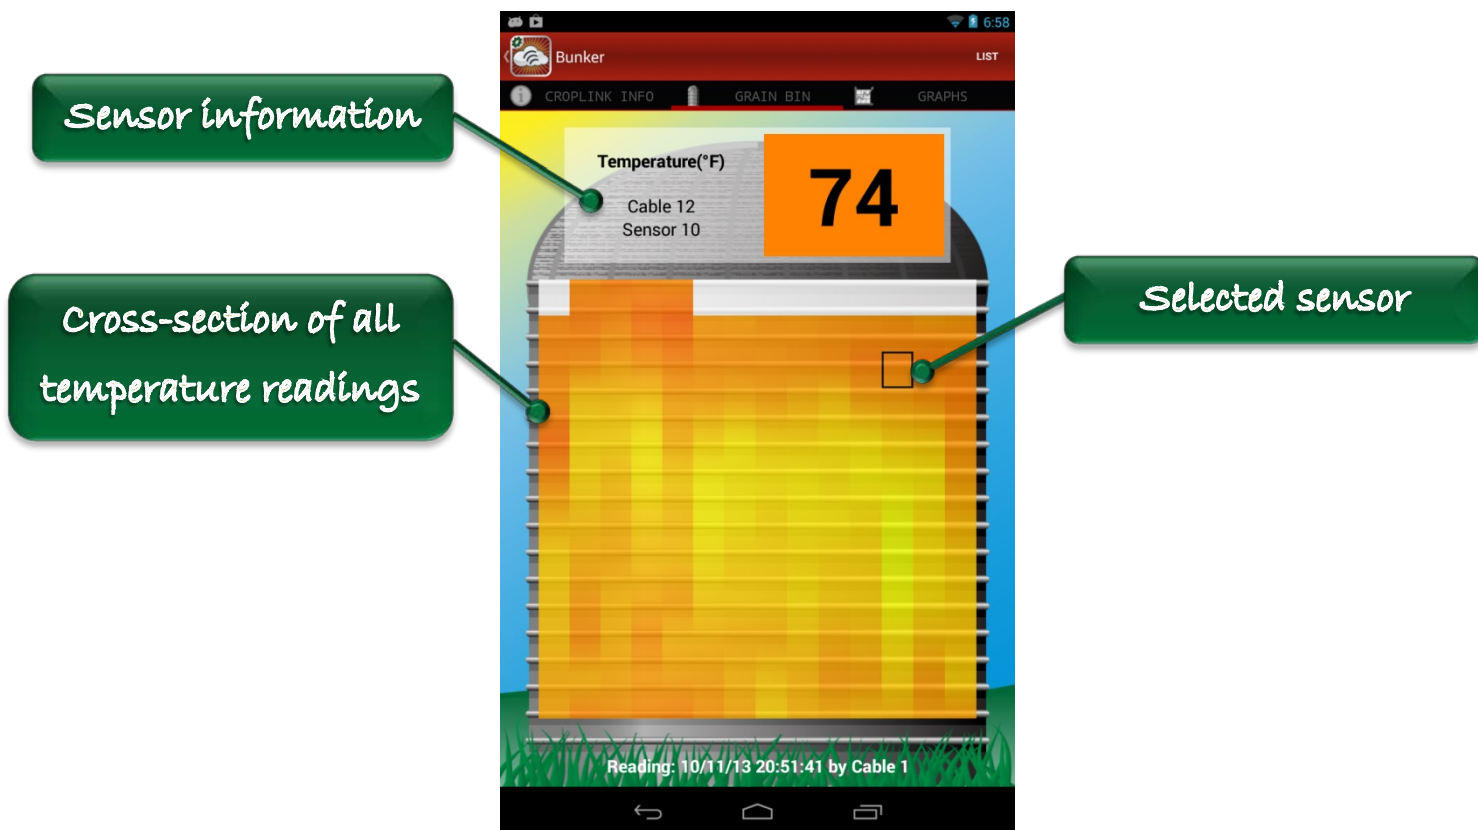 6:58
Bunker
LIST
CROPLINK INFO
GRAIN BIN
GRAPHS
Sensor information
Temperature(°F)
Cable 12
Sensor 10
74
Cross-section of all
temperature readings
Selected sensor
Reading: 10/11/13 20:51:41 by Cable 1